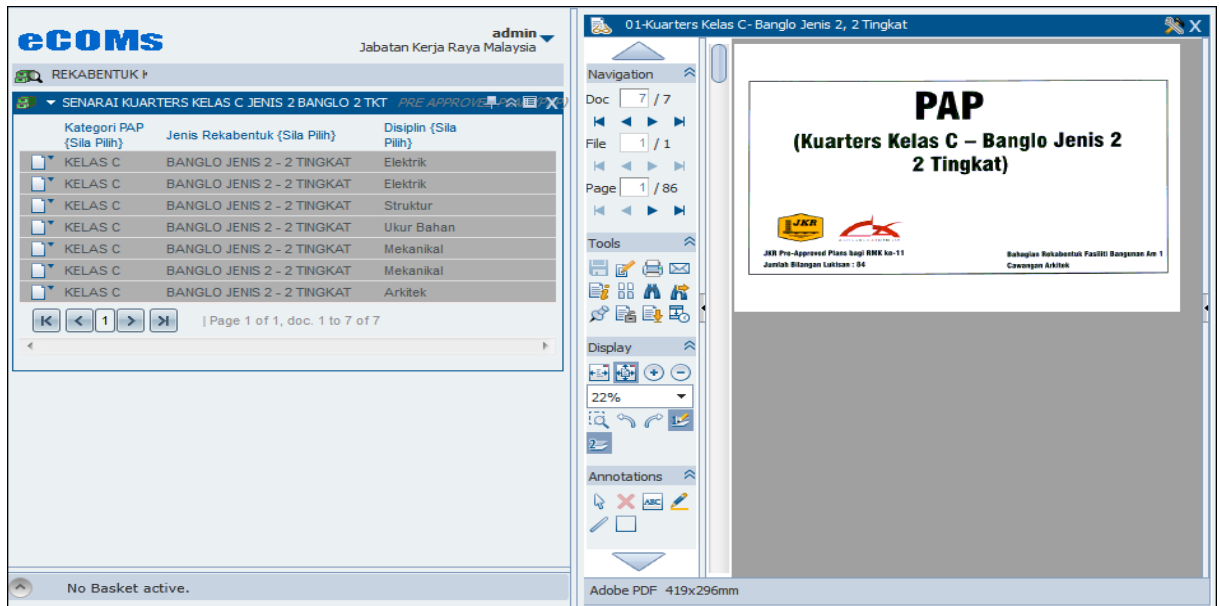 eCOMs
admin
Jabatan Kerja Raya Malaysia
REKABENTUK K
SENARAI KUARTERS KELAS C JENIS 2 BANGLO 2 TKT PRE APPROVE
Kategori PAP {Sila Pilih} Jenis Rekabentuk {Sila Pilih} Disiplin {Sila Pilih}
KELAS C BANGLO JENIS 2 - 2 TINGKAT Elektrik
KELAS C BANGLO JENIS 2 - 2 TINGKAT Elektrik
KELAS C BANGLO JENIS 2 - 2 TINGKAT Struktur
KELAS C BANGLO JENIS 2 - 2 TINGKAT Ukur Bahan
KELAS C BANGLO JENIS 2 - 2 TINGKAT Mekanikal
KELAS C BANGLO JENIS 2 - 2 TINGKAT Mekanikal
KELAS C BANGLO JENIS 2 - 2 TINGKAT Arkitek
1 | Page 1 of 1, doc. 1 to 7 of 7
No Basket active.
01-Kuarters Kelas C- Banglo Jenis 2, 2 Tingkat
Navigation
Doc 7 / 7
File 1 / 1
Page 1 / 86
Tools
Display
22%
1
2
Annotations
ABC
PAP
(Kuarters Kelas C – Banglo Jenis 2
2 Tingkat)
JKR
JKR Pre-Approved Plans bagi RMK ke-11
Jumlah Bilangan Lukisan : 84
Bahagian Rekabentuk Fasiliti Bangunan Am 1
Cawangan Arkitek
Adobe PDF 419x296mm